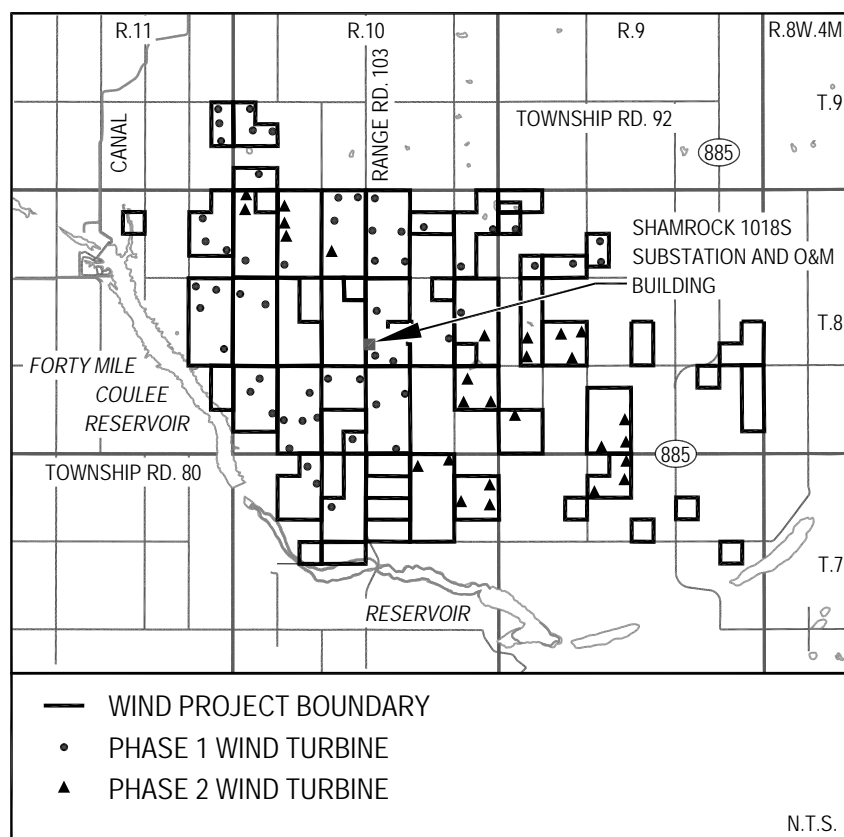 R.11
R.10
R.9
R.8W.4M
CANAL
RANGE RD. 103
TOWNSHIP RD. 92
885
T.9
SHAMROCK 1018S
SUBSTATION AND O&M
BUILDING
T.8
FORTY MILE
COULEE
RESERVOIR
TOWNSHIP RD. 80
885
T.7
RESERVOIR
WIND PROJECT BOUNDARY
PHASE 1 WIND TURBINE
PHASE 2 WIND TURBINE
N.T.S.